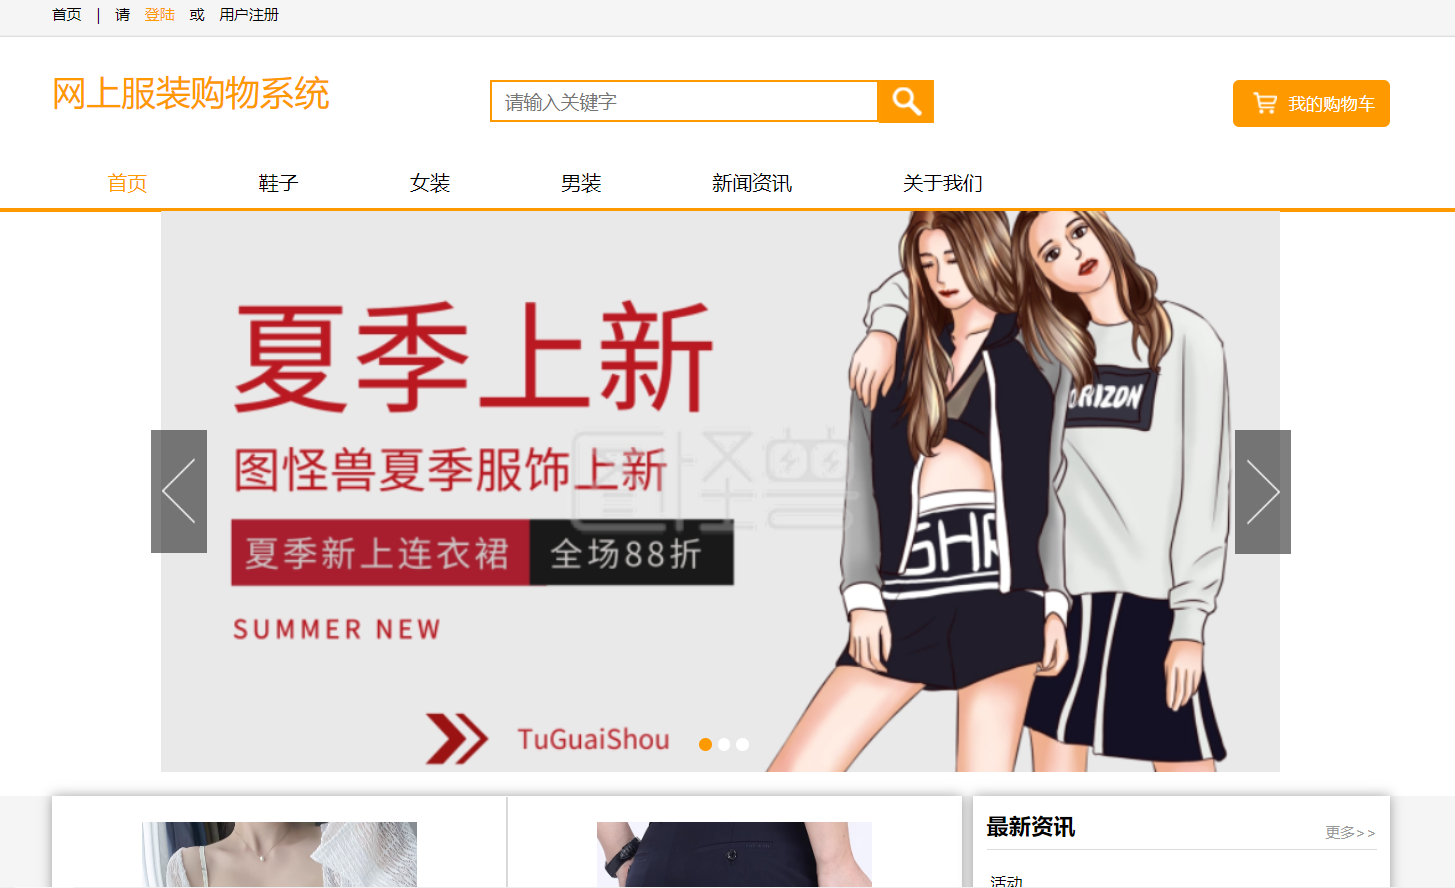 首页 | 请 登陆 或 用户注册
网上服装购物系统
请输入关键字
我的购物车
首页 鞋子 女装 男装 新闻资讯 关于我们
夏季上新
图怪兽夏季服饰上新
图怪兽
夏季新上连衣裙 全场88折
SUMMER NEW
TuGuaiShou
ORIZON
SHR
最新资讯
更多>>
活动